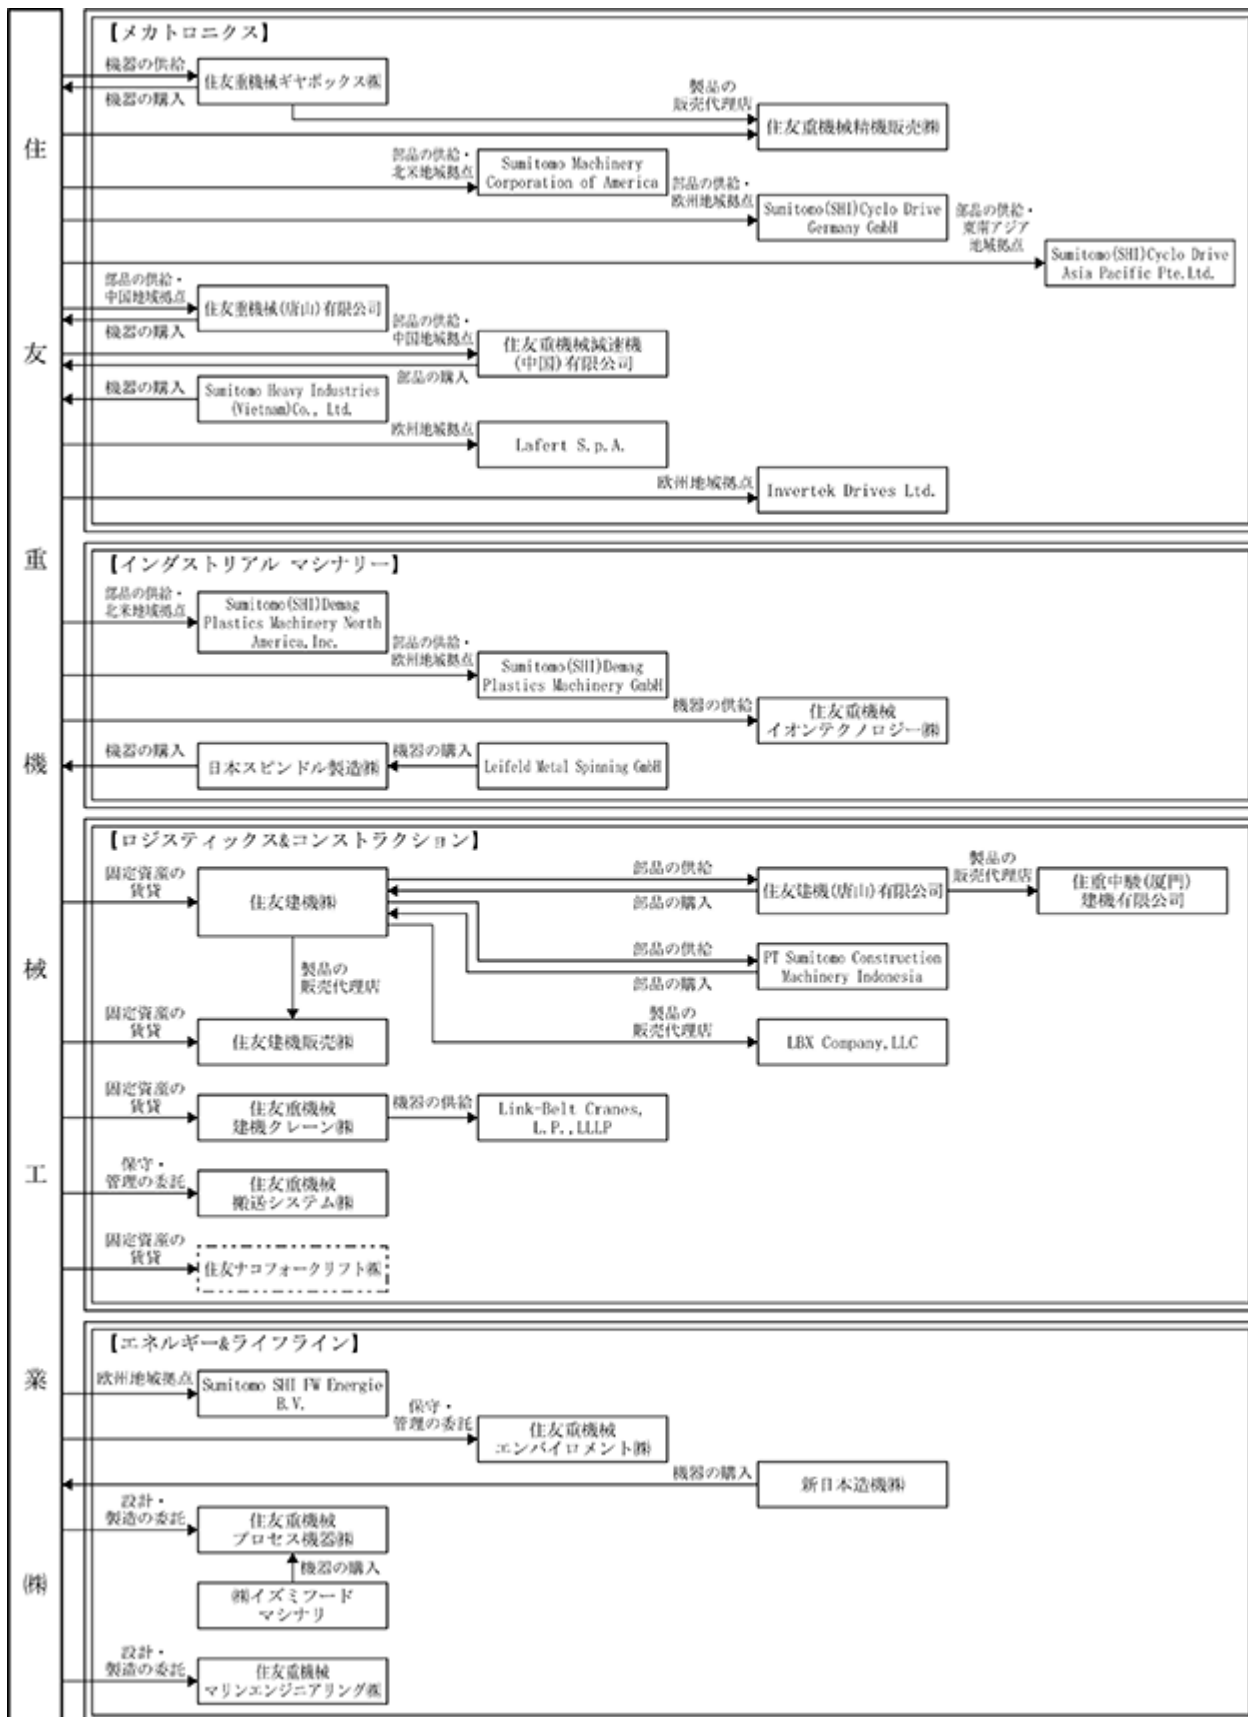 住友重機械工業㈱
【メカトロニクス】
機器の供給
機器の購入
住友重機械ギヤボックス㈱
製品の
販売代理店
住友重機械精機販売㈱
部品の供給・
北米地域拠点
Sumitomo Machinery
Corporation of America
部品の供給・
欧州地域拠点
Sumitomo(SHI)Cyclo Drive
Germany GmbH
部品の供給・
東南アジア
地域拠点
Sumitomo(SHI)Cyclo Drive
Asia Pacific Pte.Ltd.
部品の供給・
中国地域拠点
機器の購入
住友重機械(唐山)有限公司
部品の供給・
中国地域拠点
部品の購入
住友重機械減速機
(中国)有限公司
機器の購入
Sumitomo Heavy Industries
(Vietnam)Co., Ltd.
欧州地域拠点
Lafert S.p.A.
欧州地域拠点
Invertek Drives Ltd.
【インダストリアル マシナリー】
部品の供給・
北米地域拠点
Sumitomo(SHI)Demag
Plastics Machinery North
America,Inc.
部品の供給・
欧州地域拠点
Sumitomo(SHI)Demag
Plastics Machinery GmbH
機器の供給
住友重機械
イオンテクノロジー㈱
機器の購入
日本スピンドル製造㈱
機器の購入
Leifeld Metal Spinning GmbH
【ロジスティックス&コンストラクション】
固定資産の
賃貸
住友建機㈱
部品の供給
部品の購入
住友建機(唐山)有限公司
製品の
販売代理店
住重中駿(厦門)
建機有限公司
部品の供給
部品の購入
PT Sumitomo Construction
Machinery Indonesia
製品の
販売代理店
製品の
販売代理店
LBX Company,LLC
固定資産の
賃貸
住友建機販売㈱
固定資産の
賃貸
住友重機械
建機クレーン㈱
機器の供給
Link-Belt Cranes,
L.P.,LLLP
保守・
管理の委託
住友重機械
搬送システム㈱
固定資産の
賃貸
住友ナコフォークリフト㈱
【エネルギー&ライフライン】
欧州地域拠点
Sumitomo SHI FW Energie
B.V.
保守・
管理の委託
住友重機械
エンバイロメント㈱
機器の購入
新日本造機㈱
設計・
製造の委託
住友重機械
プロセス機器㈱
機器の購入
㈱イズミフード
マシナリ
設計・
製造の委託
住友重機械
マリンエンジニアリング㈱